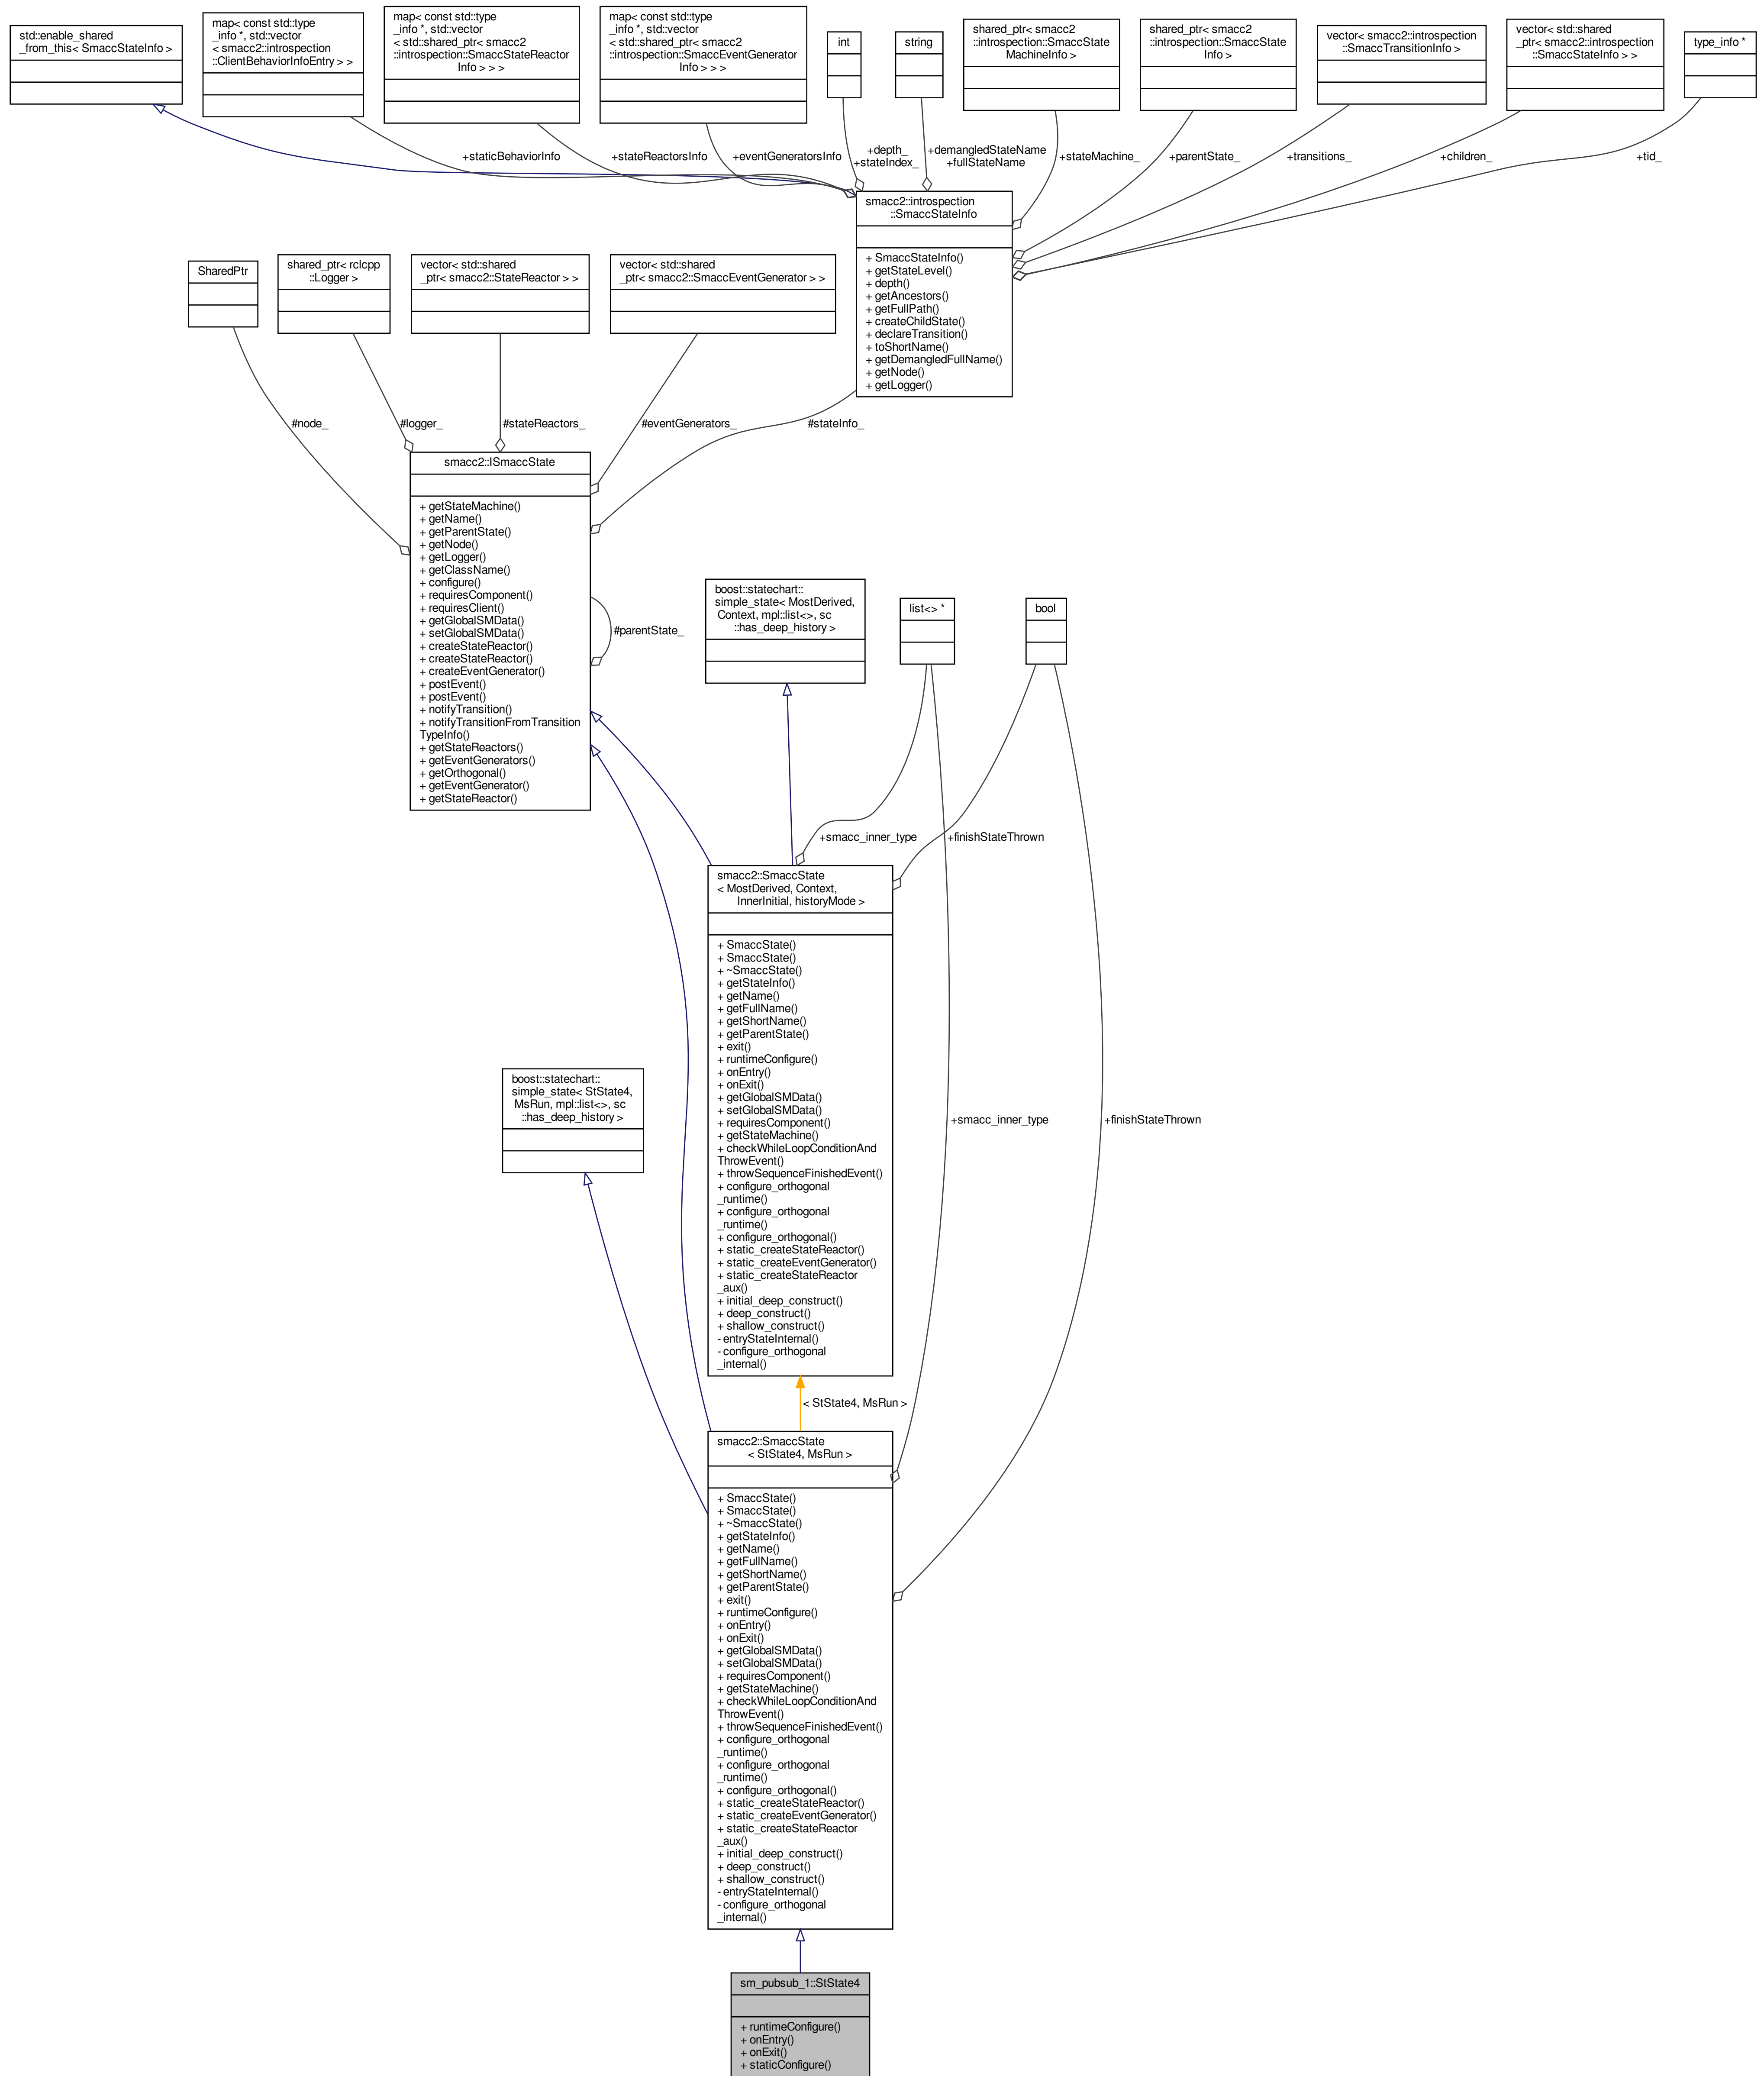 std::enable_shared
_from_this< SmaccStateInfo >
map< const std::type
_info *, std::vector
< smacc2::introspection
::ClientBehaviorInfoEntry > >
map< const std::type
_info *, std::vector
< std::shared_ptr< smacc2
::introspection::SmaccStateReactor
Info > > >
map< const std::type
_info *, std::vector
< std::shared_ptr< smacc2
::introspection::SmaccEventGenerator
Info > > >
int
string
shared_ptr< smacc2
::introspection::SmaccState
MachineInfo >
shared_ptr< smacc2
::introspection::SmaccState
Info >
vector< smacc2::introspection
::SmaccTransitionInfo >
vector< std::shared
_ptr< smacc2::introspection
::SmaccStateInfo > >
type_info *
+staticBehaviorInfo
+stateReactorsInfo
+eventGeneratorsInfo
+depth_
+stateIndex_
+demangledStateName
+fullStateName
+stateMachine_
+parentState_
+transitions_
+children_
+tid_
smacc2::introspection
::SmaccStateInfo
+ SmaccStateInfo()
+ getStateLevel()
+ depth()
+ getAncestors()
+ getFullPath()
+ createChildState()
+ declareTransition()
+ toShortName()
+ getDemangledFullName()
+ getNode()
+ getLogger()
SharedPtr
shared_ptr< rclcpp
::Logger >
vector< std::shared
_ptr< smacc2::StateReactor > >
vector< std::shared
_ptr< smacc2::SmaccEventGenerator > >
#node_
#logger_
#stateReactors_
#eventGenerators_
#stateInfo_
smacc2::ISmaccState
+ getStateMachine()
+ getName()
+ getParentState()
+ getNode()
+ getLogger()
+ getClassName()
+ configure()
+ requiresComponent()
+ requiresClient()
+ getGlobalSMData()
+ setGlobalSMData()
+ createStateReactor()
+ createStateReactor()
+ createEventGenerator()
+ postEvent()
+ postEvent()
+ notifyTransition()
+ notifyTransitionFromTransition
TypeInfo()
+ getStateReactors()
+ getEventGenerators()
+ getOrthogonal()
+ getEventGenerator()
+ getStateReactor()
#parentState_
boost::statechart::
simple_state< MostDerived,
Context, mpl::list<>, sc
::has_deep_history >
list<> *
bool
+smacc_inner_type
+finishStateThrown
smacc2::SmaccState
< MostDerived, Context,
InnerInitial, historyMode >
+ SmaccState()
+ SmaccState()
+ ~SmaccState()
+ getStateInfo()
+ getName()
+ getFullName()
+ getShortName()
+ getParentState()
+ exit()
+ runtimeConfigure()
+ onEntry()
+ onExit()
+ getGlobalSMData()
+ setGlobalSMData()
+ requiresComponent()
+ getStateMachine()
+ checkWhileLoopConditionAnd
ThrowEvent()
+ throwSequenceFinishedEvent()
+ configure_orthogonal
_runtime()
+ configure_orthogonal
_runtime()
+ configure_orthogonal()
+ static_createStateReactor()
+ static_createEventGenerator()
+ static_createStateReactor
_aux()
+ initial_deep_construct()
+ deep_construct()
+ shallow_construct()
- entryStateInternal()
- configure_orthogonal
_internal()
boost::statechart::
simple_state< StState4,
MsRun, mpl::list<>, sc
::has_deep_history >
+smacc_inner_type
+finishStateThrown
< StState4, MsRun >
smacc2::SmaccState
< StState4, MsRun >
+ SmaccState()
+ SmaccState()
+ ~SmaccState()
+ getStateInfo()
+ getName()
+ getFullName()
+ getShortName()
+ getParentState()
+ exit()
+ runtimeConfigure()
+ onEntry()
+ onExit()
+ getGlobalSMData()
+ setGlobalSMData()
+ requiresComponent()
+ getStateMachine()
+ checkWhileLoopConditionAnd
ThrowEvent()
+ throwSequenceFinishedEvent()
+ configure_orthogonal
_runtime()
+ configure_orthogonal
_runtime()
+ configure_orthogonal()
+ static_createStateReactor()
+ static_createEventGenerator()
+ static_createStateReactor
_aux()
+ initial_deep_construct()
+ deep_construct()
+ shallow_construct()
- entryStateInternal()
- configure_orthogonal
_internal()
sm_pubsub_1::StState4
+ runtimeConfigure()
+ onEntry()
+ onExit()
+ staticConfigure()